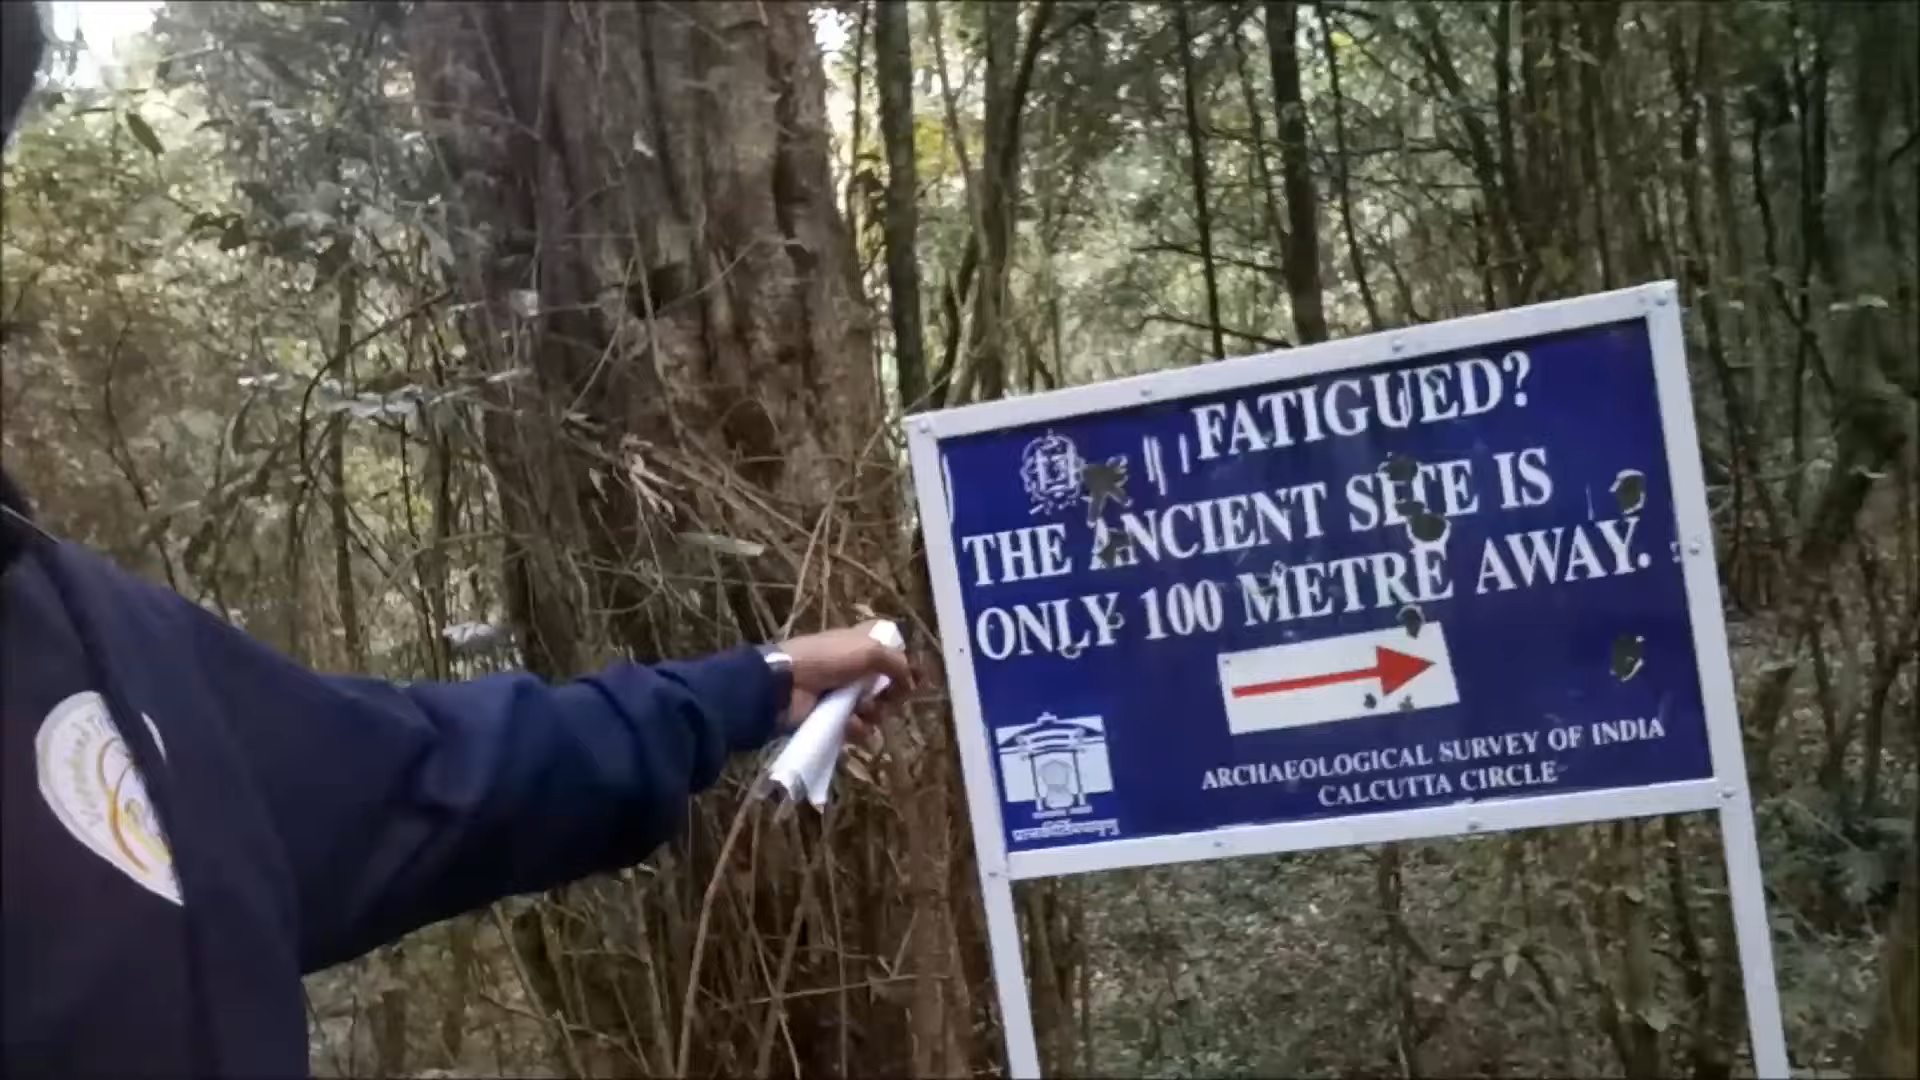 FATIGUED?
THE ANCIENT SITE IS
ONLY 100 METRE AWAY.
ARCHAEOLOGICAL SURVEY OF INDIA
CALCUTTA CIRCLE